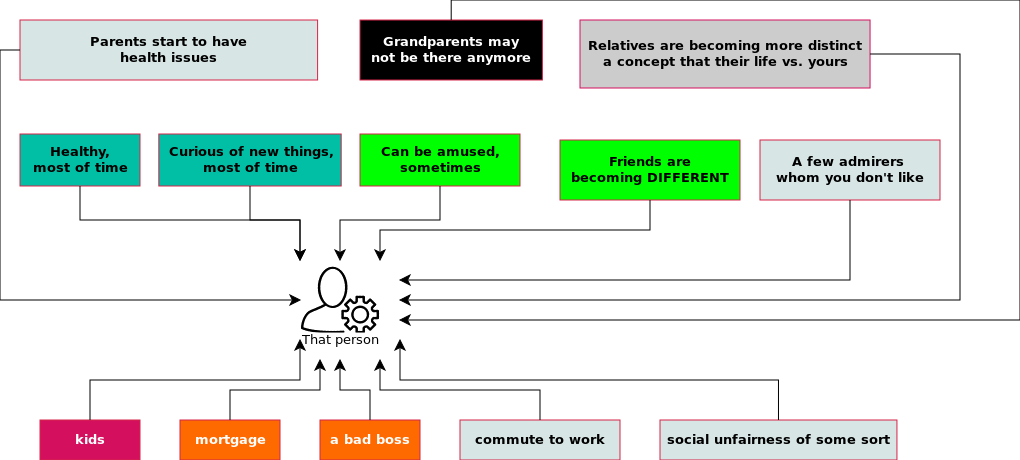 Parents start to have
health issues
Grandparents may
not be there anymore
Relatives are becoming more distinct
a concept that their life vs. yours
Healthy,
most of time
Curious of new things,
most of time
Can be amused,
sometimes
Friends are
becoming DIFFERENT
A few admirers
whom you don't like
That person
kids
mortgage
a bad boss
commute to work
social unfairness of some sort